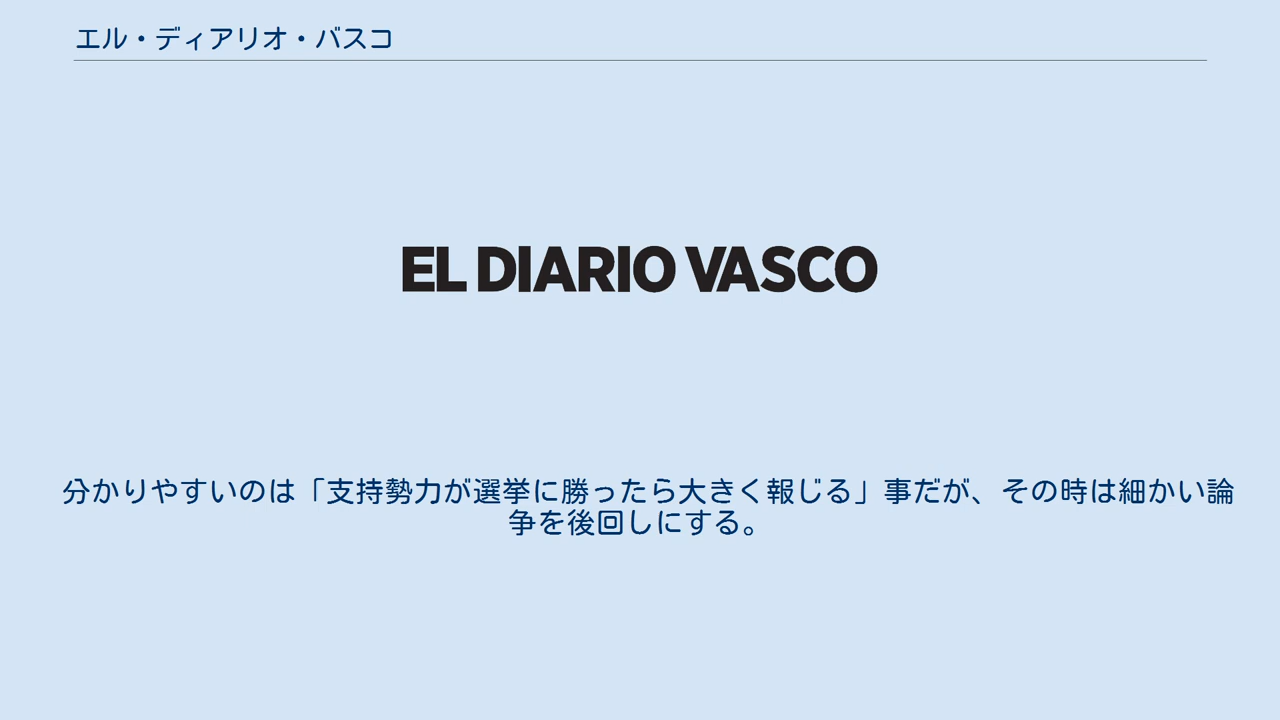 エル・ディアリオ・バスコ
EL DIARIO VASCO
分かりやすいのは「支持勢力が選挙に勝ったら大きく報じる」事だが、その時は細かい論
争を後回しにする。